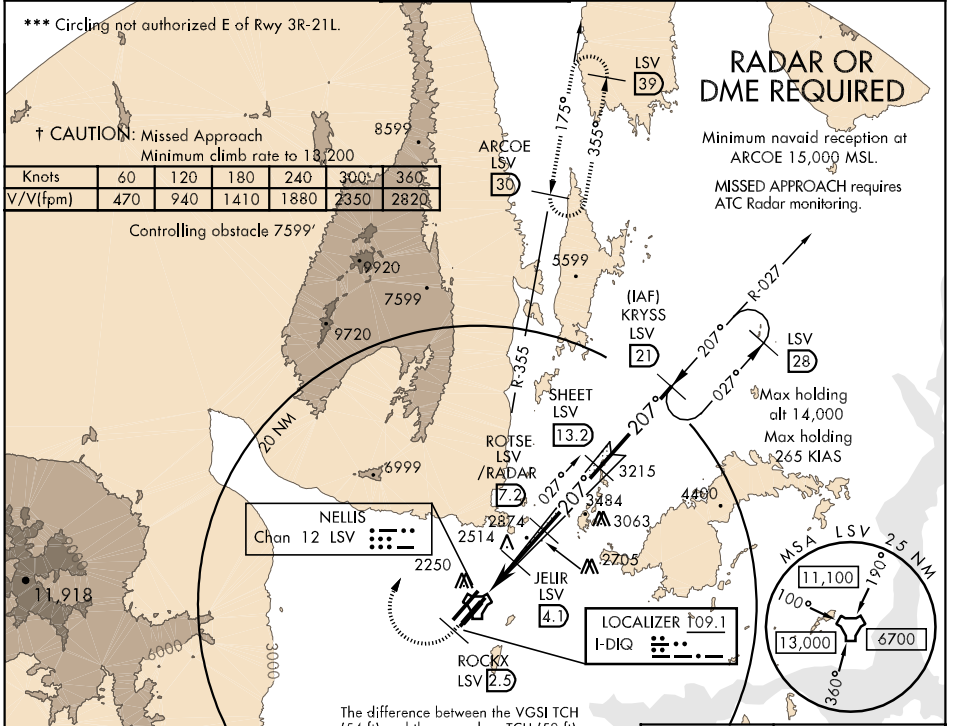 *** Circling not authorized E of Rwy 3R-21L.
RADAR OR
DME REQUIRED
Minimum navaid reception at
ARCOE 15,000 MSL.
MISSED APPROACH requires
ATC Radar monitoring.
† CAUTION: Missed Approach
Minimum climb rate to 13,200
Knots 60 120 180 240 300 360
V/V(fpm) 470 940 1410 1880 2350 2820
Controlling obstacle 7599'
8599
LSV
39
175°
355°
ARCOE
LSV
30
5599
9920
7599
9720
R-027
(IAF)
KRYSS
LSV
21
207°
027°
LSV
28
R-355
Max holding
alt 14,000
Max holding
265 KIAS
20 NM
SHEET
LSV
13.2
207°
ROTSE
LSV
/RADAR
7.2
027°
207°
3215
6999
3484
4400
2874
3063
NELLIS
Chan 12 LSV
2514
2705
2250
JELIR
LSV
4.1
11,918
MSA LSV 25 NM
11,100
190°
100°
13,000
6700
360°
LOCALIZER 109.1
I-DIQ
6000
3000
ROCKX
LSV 2.5
The difference between the VGSI TCH